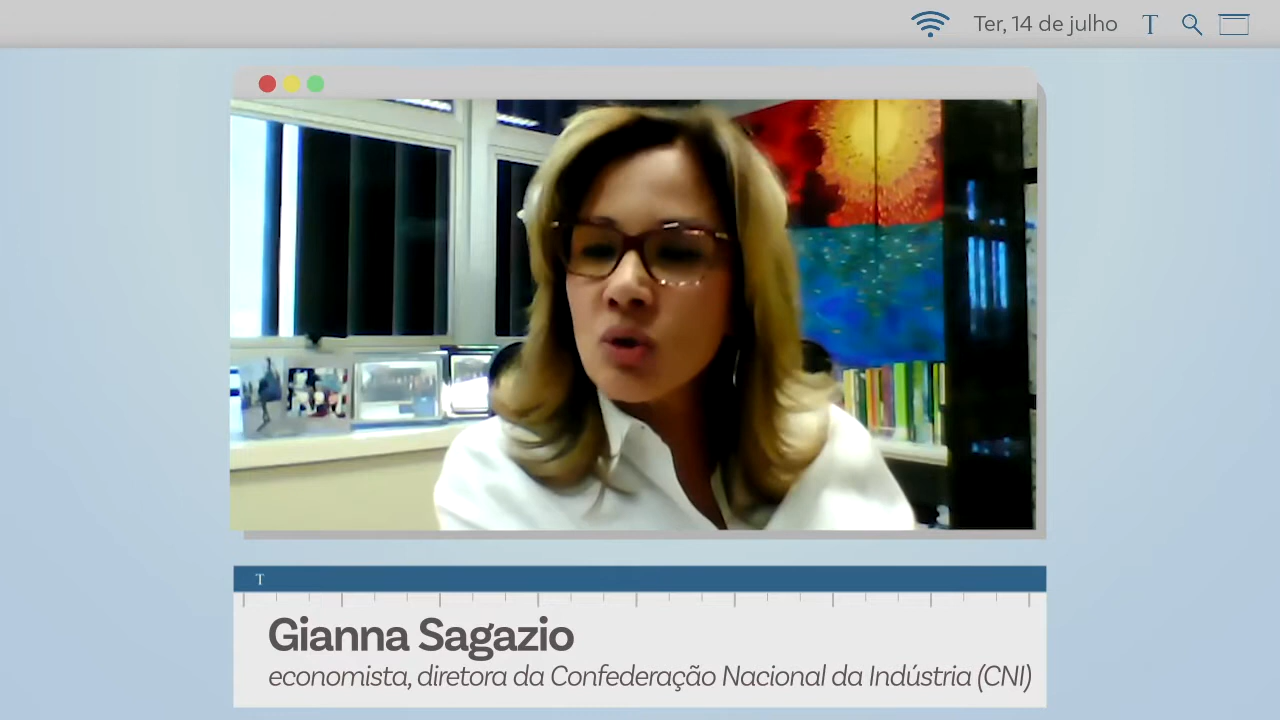 Ter, 14 de julho T
T
Gianna Sagazio
economista, diretora da Confederação Nacional da Indústria (CNI)